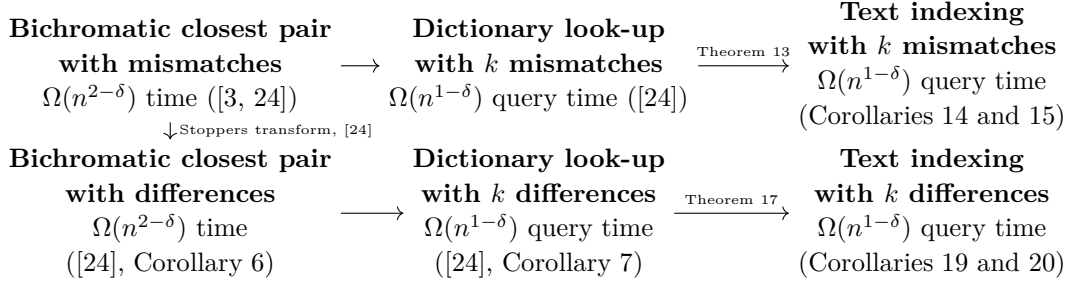 Bichromatic closest pair
with mismatches
Ω(n^{2−δ}) time ([3, 24])
⟶
Dictionary look-up
with k mismatches
Ω(n^{1−δ}) query time ([24])
Theorem 13
⟶
Text indexing
with k mismatches
Ω(n^{1−δ}) query time
(Corollaries 14 and 15)
↓Stoppers transform, [24]
Bichromatic closest pair
with differences
Ω(n^{2−δ}) time
([24], Corollary 6)
⟶
Dictionary look-up
with k differences
Ω(n^{1−δ}) query time
([24], Corollary 7)
Theorem 17
⟶
Text indexing
with k differences
Ω(n^{1−δ}) query time
(Corollaries 19 and 20)